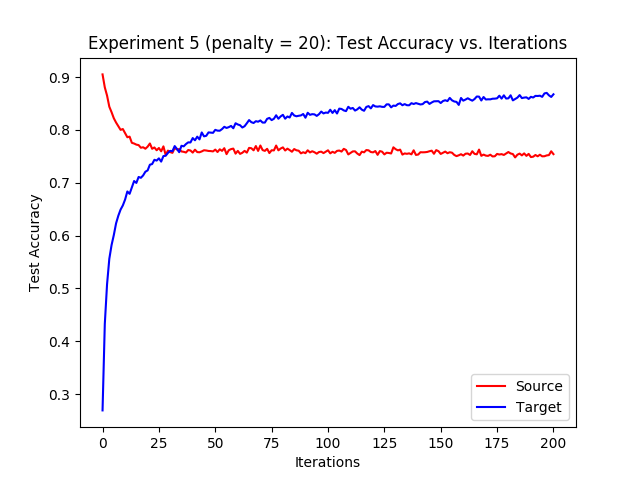 Experiment 5 (penalty = 20): Test Accuracy vs. Iterations
0.9
0.8
0.7
0.6
0.5
0.4
0.3
Test Accuracy
0 25 50 75 100 125 150 175 200
Iterations
Source
Target